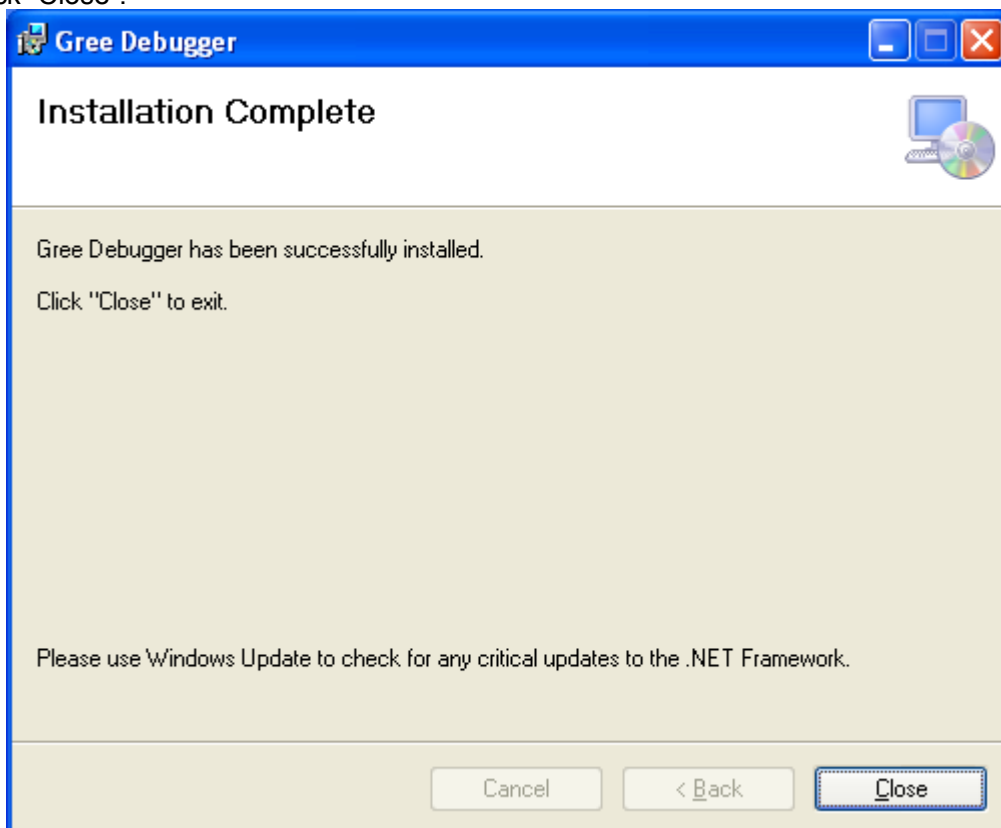 "Close".
Gree Debugger
Installation Complete
Gree Debugger has been successfully installed.
Click "Close" to exit.
Please use Windows Update to check for any critical updates to the .NET Framework.
Cancel
< Back
Close